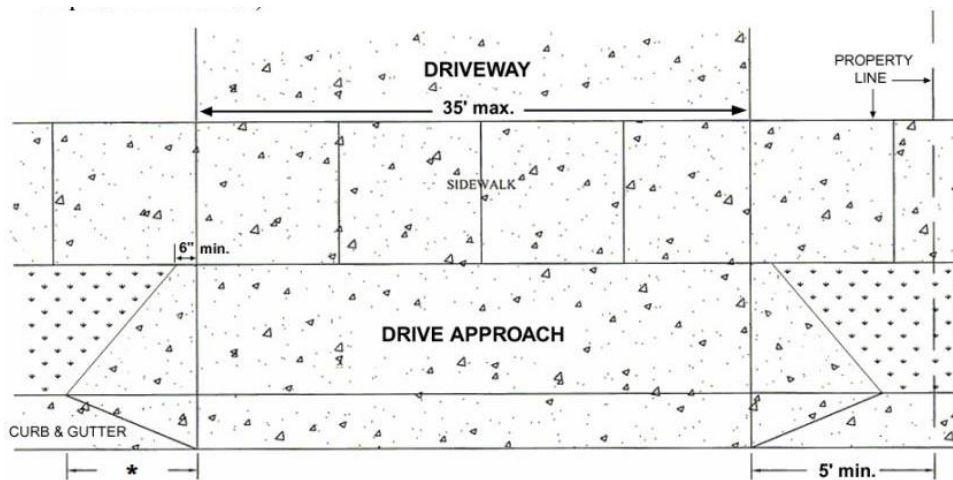 DRIVEWAY
35' max.
PROPERTY
LINE
SIDEWALK
6" min.
DRIVE APPROACH
CURB & GUTTER
*
5' min.